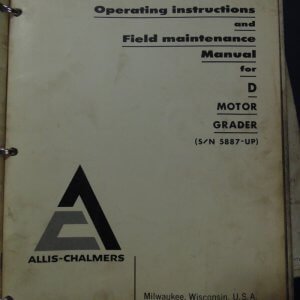 Operating instructions
and
Field maintenance
Manual
for
D
MOTOR
GRADER
(S/N 5887-UP)
ALLIS-CHALMERS
Milwaukee, Wisconsin, U.S.A.